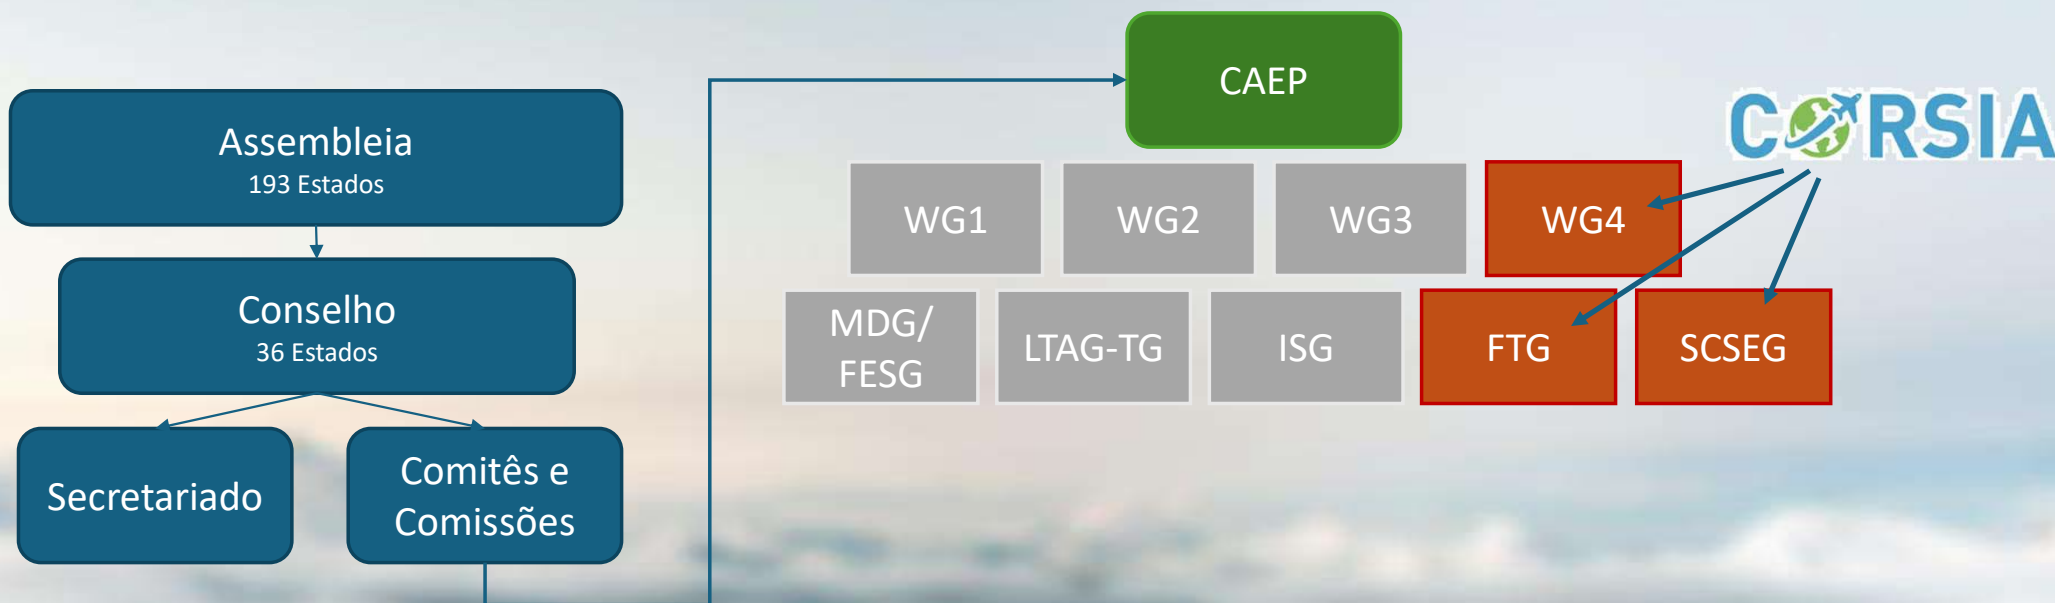 Assembleia
193 Estados
Conselho
36 Estados
Secretariado
Comitês e
Comissões
CAEP
CORSIA
WG1
WG2
WG3
WG4
MDG/
FESG
LTAG-TG
ISG
FTG
SCSEG